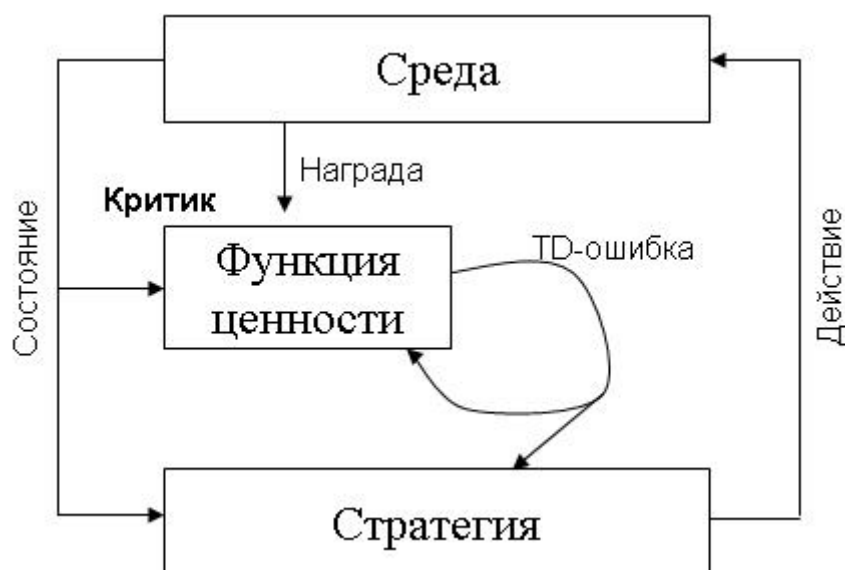 Среда
Награда
Критик
Состояние
Функция
ценности
TD-ошибка
Действие
Стратегия